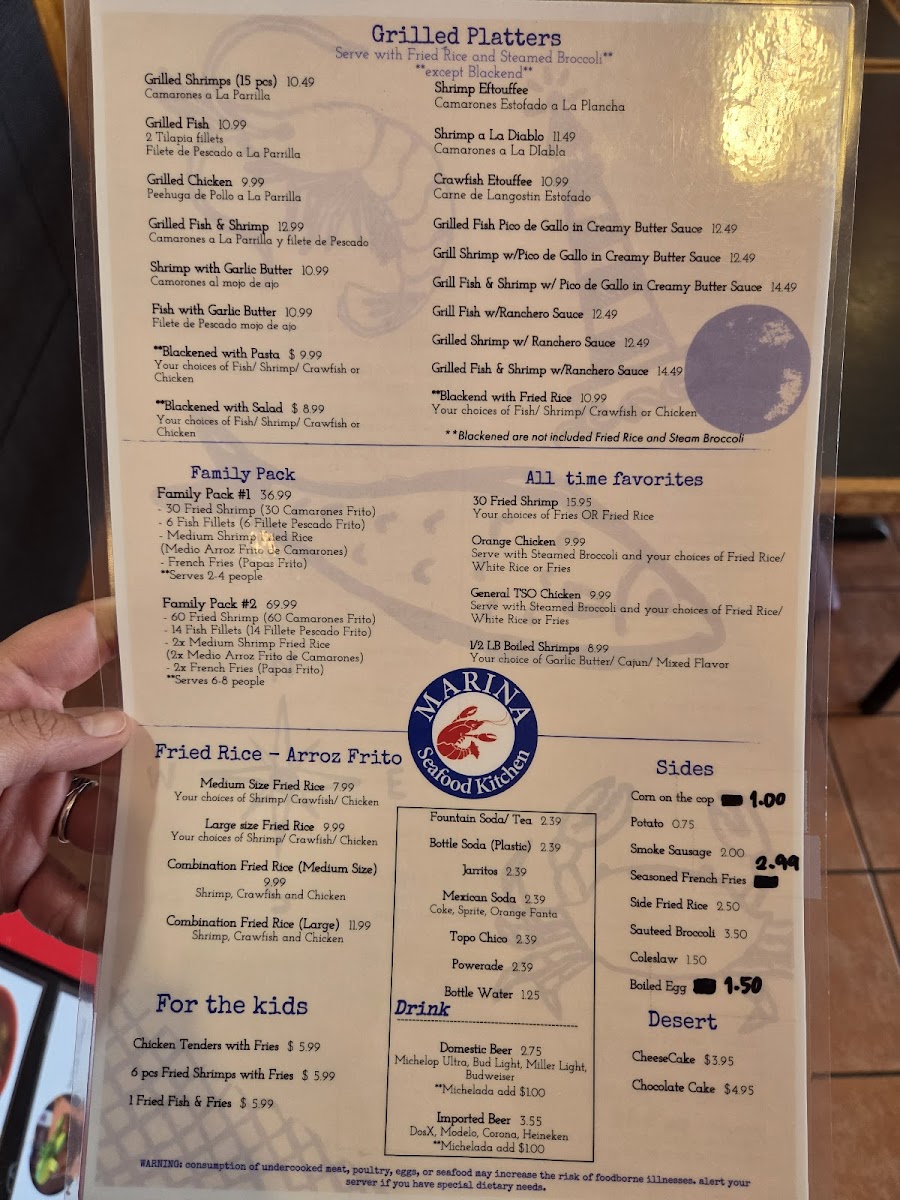 Grilled Platters
Serve with Fried Rice and Steamed Broccoli**
**except Blackend**
Grilled Shrimps (15 pcs) 10.49
Camarones a La Parrilla
Grilled Fish 10.99
2 Tilapia fillets
Filete de Pescado a La Parrilla
Grilled Chicken 9.99
Peehuga de Pollo a La Parrilla
Grilled Fish & Shrimp 12.99
Camarones a La Parrilla y filete de Pescado
Shrimp with Garlic Butter 10.99
Camorones al mojo de ajo
Fish with Garlic Butter 10.99
Filete de Pescado mojo de ajo
**Blackened with Pasta $ 9.99
Your choices of Fish/ Shrimp/ Crawfish or
Chicken
**Blackened with Salad $ 8.99
Your choices of Fish/ Shrimp/ Crawfish or
Chicken
Shrimp Eftouffee
Camarones Estofado a La Plancha
Shrimp a La Diablo 11.49
Camarones a La DIabla
Crawfish Etouffee 10.99
Carne de Langostin Estofado
Grilled Fish Pico de Gallo in Creamy Butter Sauce 12.49
Grill Shrimp w/Pico de Gallo in Creamy Butter Sauce 12.49
Grill Fish & Shrimp w/ Pico de Gallo in Creamy Butter Sauce 14.49
Grill Fish w/Ranchero Sauce 12.49
Grilled Shrimp w/ Ranchero Sauce 12.49
Grilled Fish & Shrimp w/Ranchero Sauce 14.49
**Blackend with Fried Rice 10.99
Your choices of Fish/ Shrimp/ Crawfish or Chicken
**Blackened are not included Fried Rice and Steam Broccoli
Family Pack
Family Pack #1 36.99
- 30 Fried Shrimp (30 Camarones Frito)
- 6 Fish Fillets (6 Fillete Pescado Frito)
- Medium Shrimp Fried Rice
(Medio Arroz Frito de Camarones)
- French Fries (Papas Frito)
**Serves 2-4 people
Family Pack #2 69.99
- 60 Fried Shrimp (60 Camarones Frito)
- 14 Fish Fillets (14 Fillete Pescado Frito)
- 2x Medium Shrimp Fried Rice
(2x Medio Arroz Frito de Camarones)
- 2x French Fries (Papas Frito)
**Serves 6-8 people
All time favorites
30 Fried Shrimp 15.95
Your choices of Fries OR Fried Rice
Orange Chicken 9.99
Serve with Steamed Broccoli and your choices of Fried Rice/
White Rice or Fries
General TSO Chicken 9.99
Serve with Steamed Broccoli and your choices of Fried Rice/
White Rice or Fries
1/2 LB Boiled Shrimps 8.99
Your choice of Garlic Butter/ Cajun/ Mixed Flavor
MARINA
Seafood Kitchen
Fried Rice - Arroz Frito
Medium Size Fried Rice 7.99
Your choices of Shrimp/ Crawfish/ Chicken
Large size Fried Rice 9.99
Your choices of Shrimp/ Crawfish/ Chicken
Combination Fried Rice (Medium Size)
9.99
Shrimp, Crawfish and Chicken
Combination Fried Rice (Large) 11.99
Shrimp, Crawfish and Chicken
For the kids
Chicken Tenders with Fries $ 5.99
6 pcs Fried Shrimps with Fries $ 5.99
1 Fried Fish & Fries $ 5.99
Fountain Soda/ Tea 2.39
Bottle Soda (Plastic) 2.39
Jarritos 2.39
Mexican Soda 2.39
Coke, Sprite, Orange Fanta
Topo Chico 2.39
Powerade 2.39
Bottle Water 1.25
Drink
Domestic Beer 2.75
Michelop Ultra, Bud Light, Miller Light,
Budweiser
**Michelada add $1.00
Imported Beer 3.55
DosX, Modelo, Corona, Heineken
**Michelada add $1.00
Sides
Corn on the cop 1.00
Potato 0.75
Smoke Sausage 2.00
Seasoned French Fries 2.99
Side Fried Rice 2.50
Sauteed Broccoli 3.50
Coleslaw 1.50
Boiled Egg 1.50
Desert
CheeseCake $3.95
Chocolate Cake $4.95
WARNING: consumption of undercooked meat, poultry, eggs, or seafood may increase the risk of foodborne illnesses. alert your
server if you have special dietary needs.